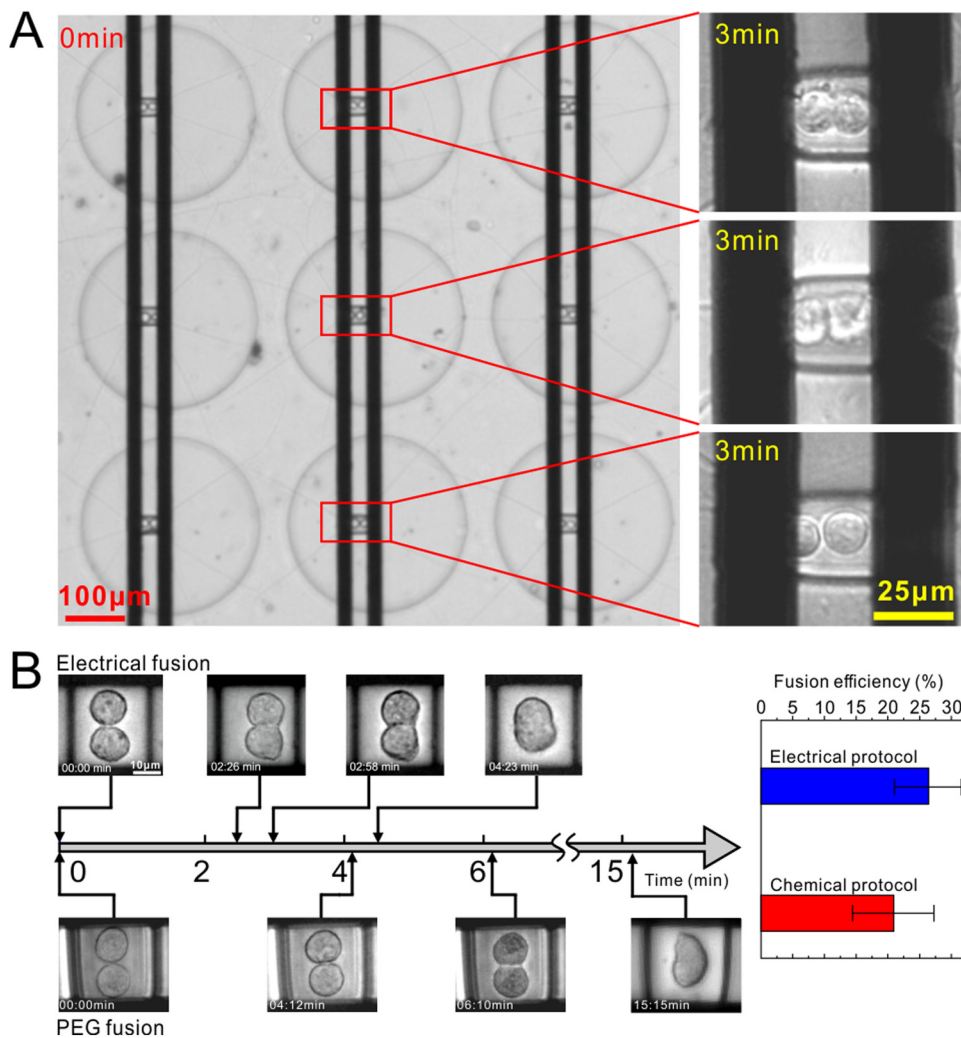 A
0min
3min
3min
3min
100μm
25μm
B
Electrical fusion
00:00 min
10μm
02:26 min
02:58 min
04:23 min
0 2 4 6 15
Time (min)
00:00min
04:12min
06:10min
15:15min
PEG fusion
Fusion efficiency (%)
0 5 10 15 20 25 30
Electrical protocol
Chemical protocol